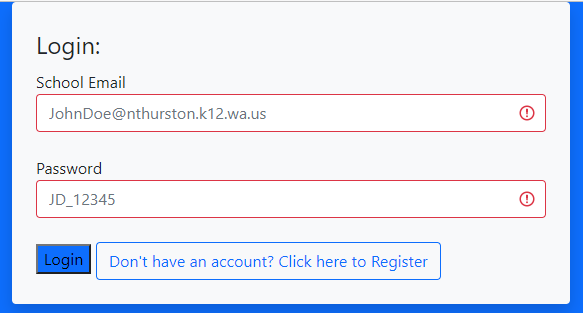 Login:
School Email
JohnDoe@nthurston.k12.wa.us
Password
JD_12345
Login
Don't have an account? Click here to Register